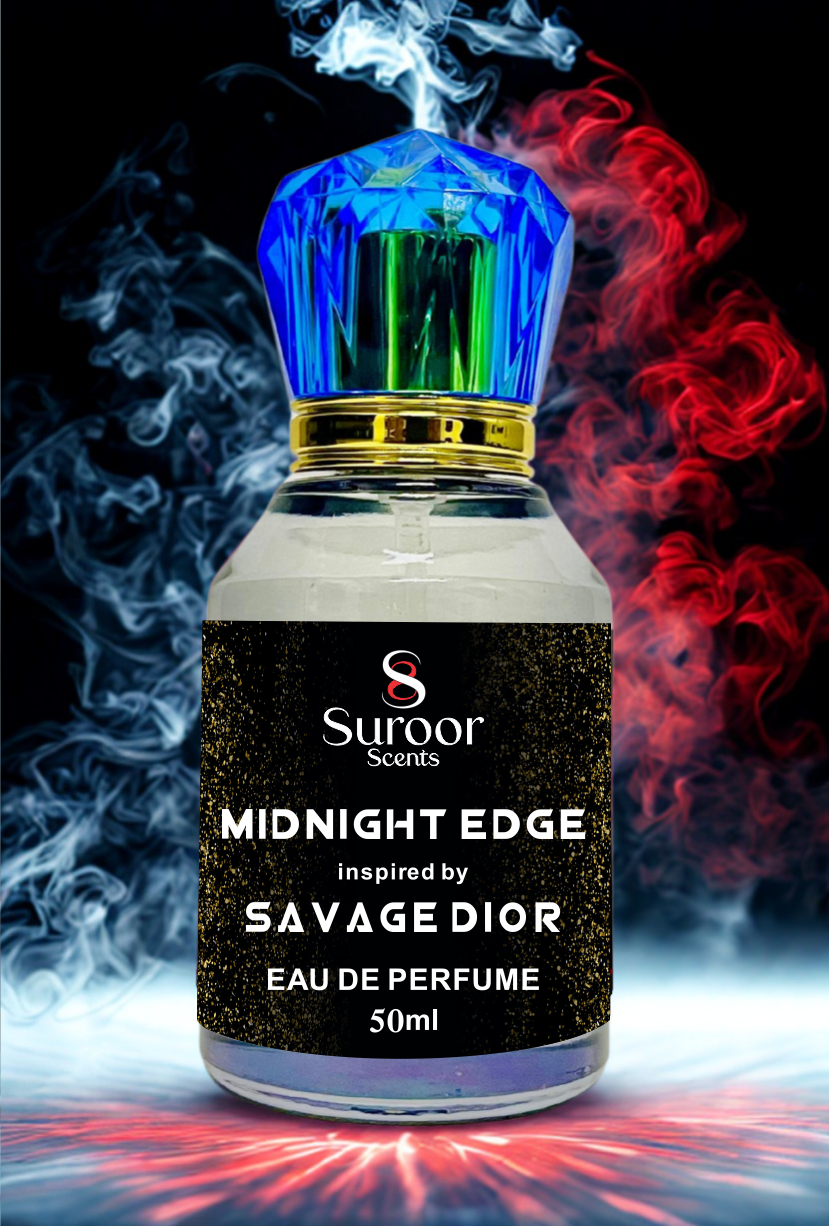 Suroor
Scents
MIDNIGHT EDGE
inspired by
SAVAGE DIOR
EAU DE PERFUME
50ml